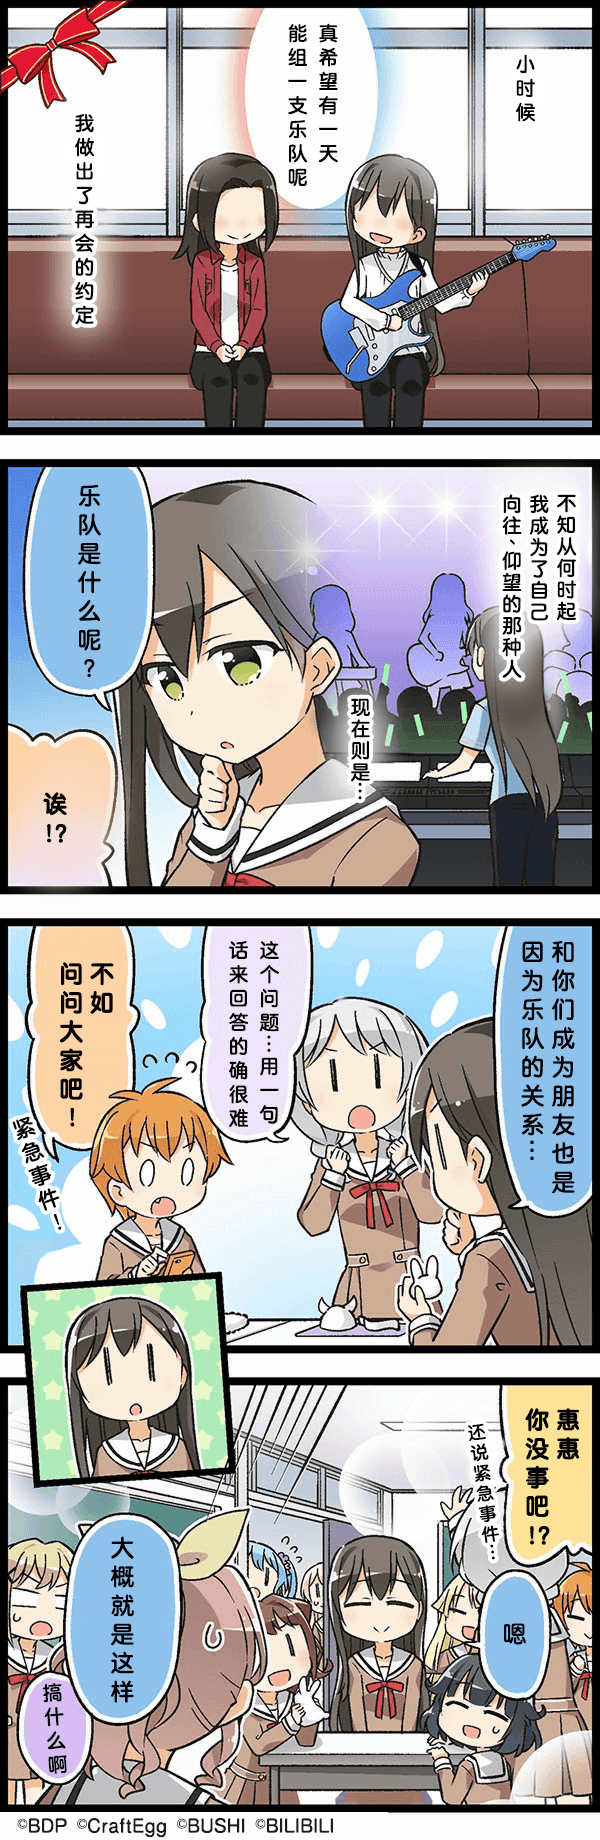 小时候
真希望有一天
能组一支乐队呢
我做出了再会的约定
不知从何时起
我成为了自己
向往、仰望的那种人
现在则是…
乐队是什么呢？
诶!?
和你们成为朋友也是
因为乐队的关系…
这个问题…用一句
话来回答的确很难
不如
问问大家吧！
紧急事件！
惠惠
你没事吧!?
还说紧急事件…
嗯
大概就是这样
搞什么啊
©BDP ©CraftEgg ©BUSHI ©BILIBILI